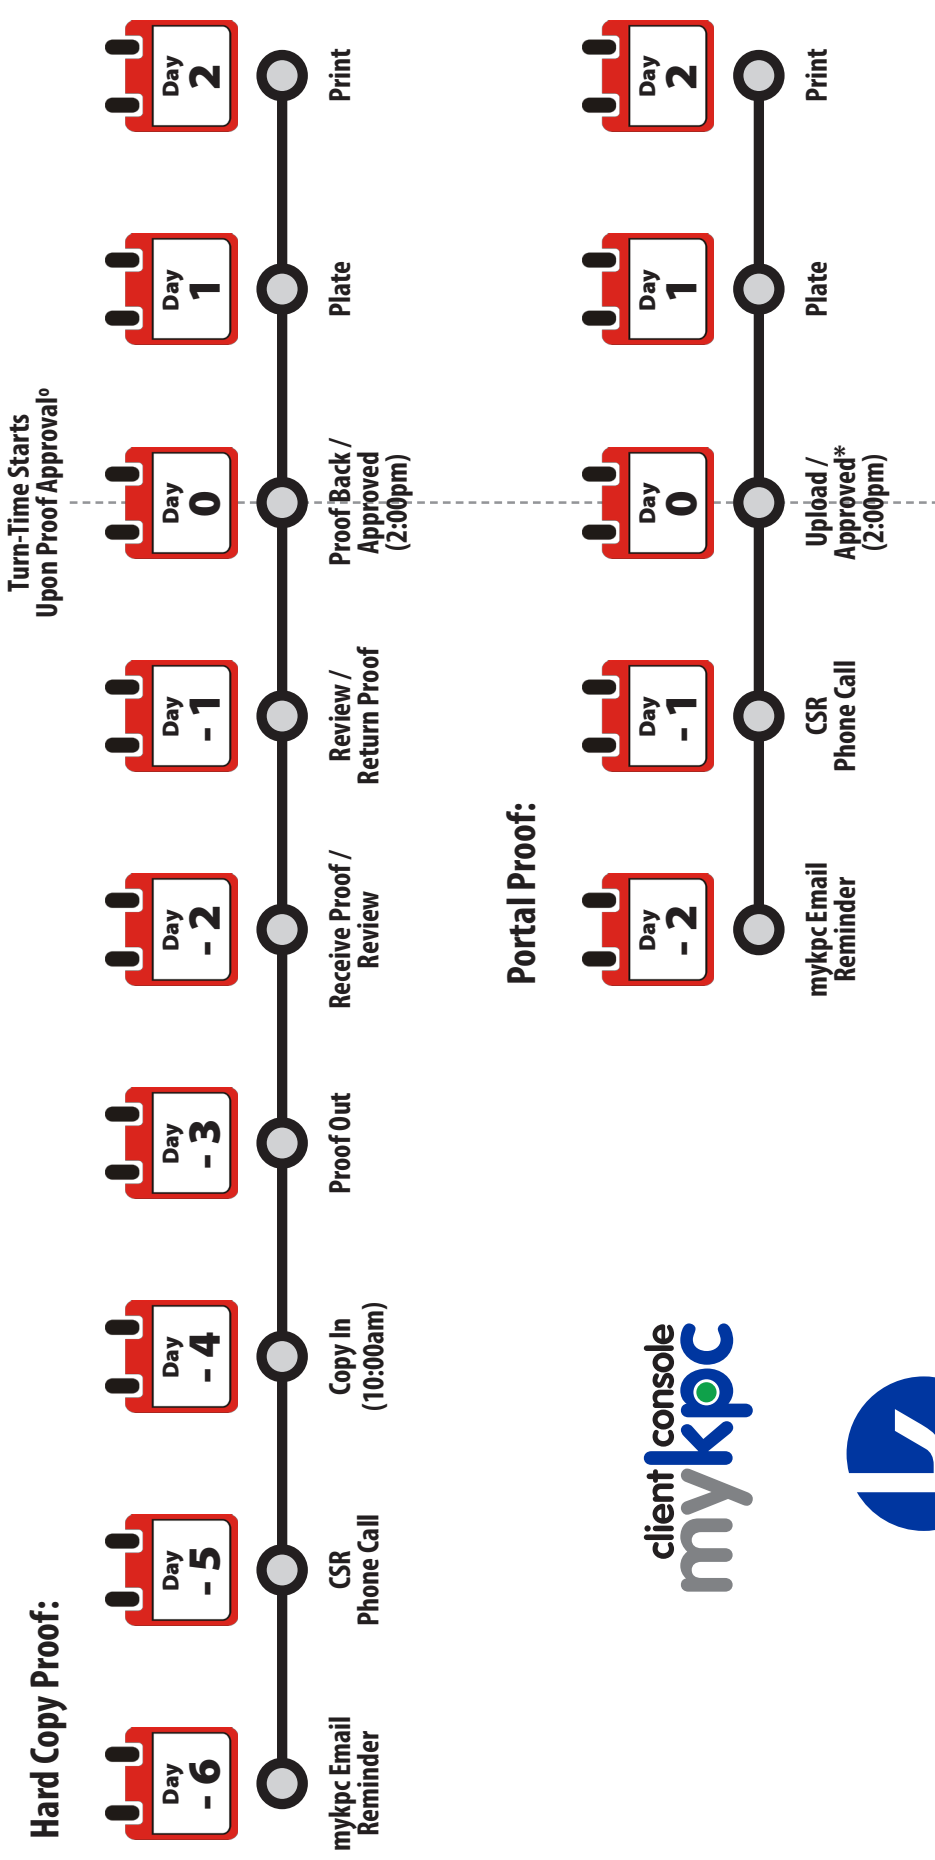 Turn-Time Starts
Upon Proof Approvalº
Hard Copy Proof:
Day
- 6
mykpc Email
Reminder
Day
- 5
CSR
Phone Call
Day
- 4
Copy In
(10:00am)
Day
- 3
Proof Out
Day
- 2
Receive Proof /
Review
Day
- 1
Review /
Return Proof
Day
0
Proof Back /
Approved
(2:00pm)
Day
1
Plate
Day
2
Print
Portal Proof:
Day
- 2
mykpc Email
Reminder
Day
- 1
CSR
Phone Call
Day
0
Upload /
Approved*
(2:00pm)
Day
1
Plate
Day
2
Print
client console
mykpc